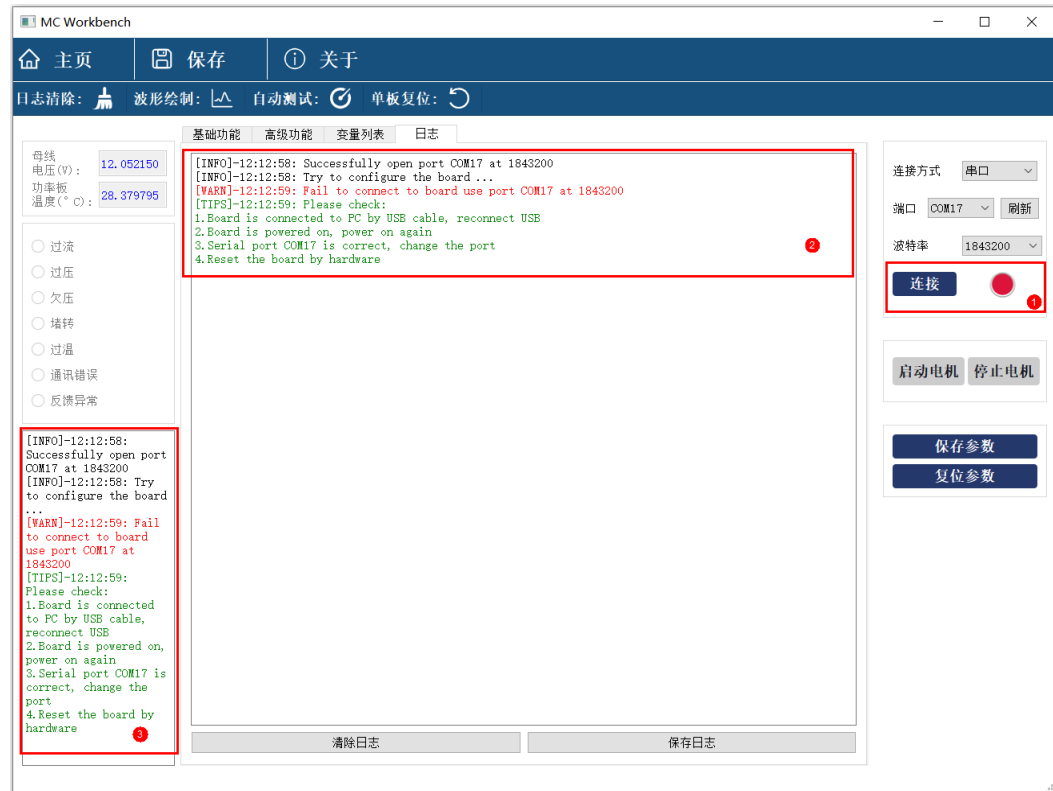 MC Workbench
主页
保存
关于
日志清除:
波形绘制:
自动测试:
单板复位:
基础功能
高级功能
变量列表
日志
母线
电压(V):
12.052150
功率板
温度(°C):
28.379795
过流
过压
欠压
堵转
过温
通讯错误
反馈异常
[INFO]-12:12:58:
Successfully open port
COM17 at 1843200
[INFO]-12:12:58: Try
to configure the board
...
[WARN]-12:12:59: Fail
to connect to board
use port COM17 at
1843200
[TIPS]-12:12:59:
Please check:
1.Board is connected
to PC by USB cable,
reconnect USB
2.Board is powered on,
power on again
3.Serial port COM17 is
correct, change the
port
4.Reset the board by
hardware
3
[INFO]-12:12:58: Successfully open port COM17 at 1843200
[INFO]-12:12:58: Try to configure the board ...
[WARN]-12:12:59: Fail to connect to board use port COM17 at 1843200
[TIPS]-12:12:59: Please check:
1.Board is connected to PC by USB cable, reconnect USB
2.Board is powered on, power on again
3.Serial port COM17 is correct, change the port
4.Reset the board by hardware
2
清除日志
保存日志
连接方式
串口
端口
COM17
刷新
波特率
1843200
连接
1
启动电机
停止电机
保存参数
复位参数